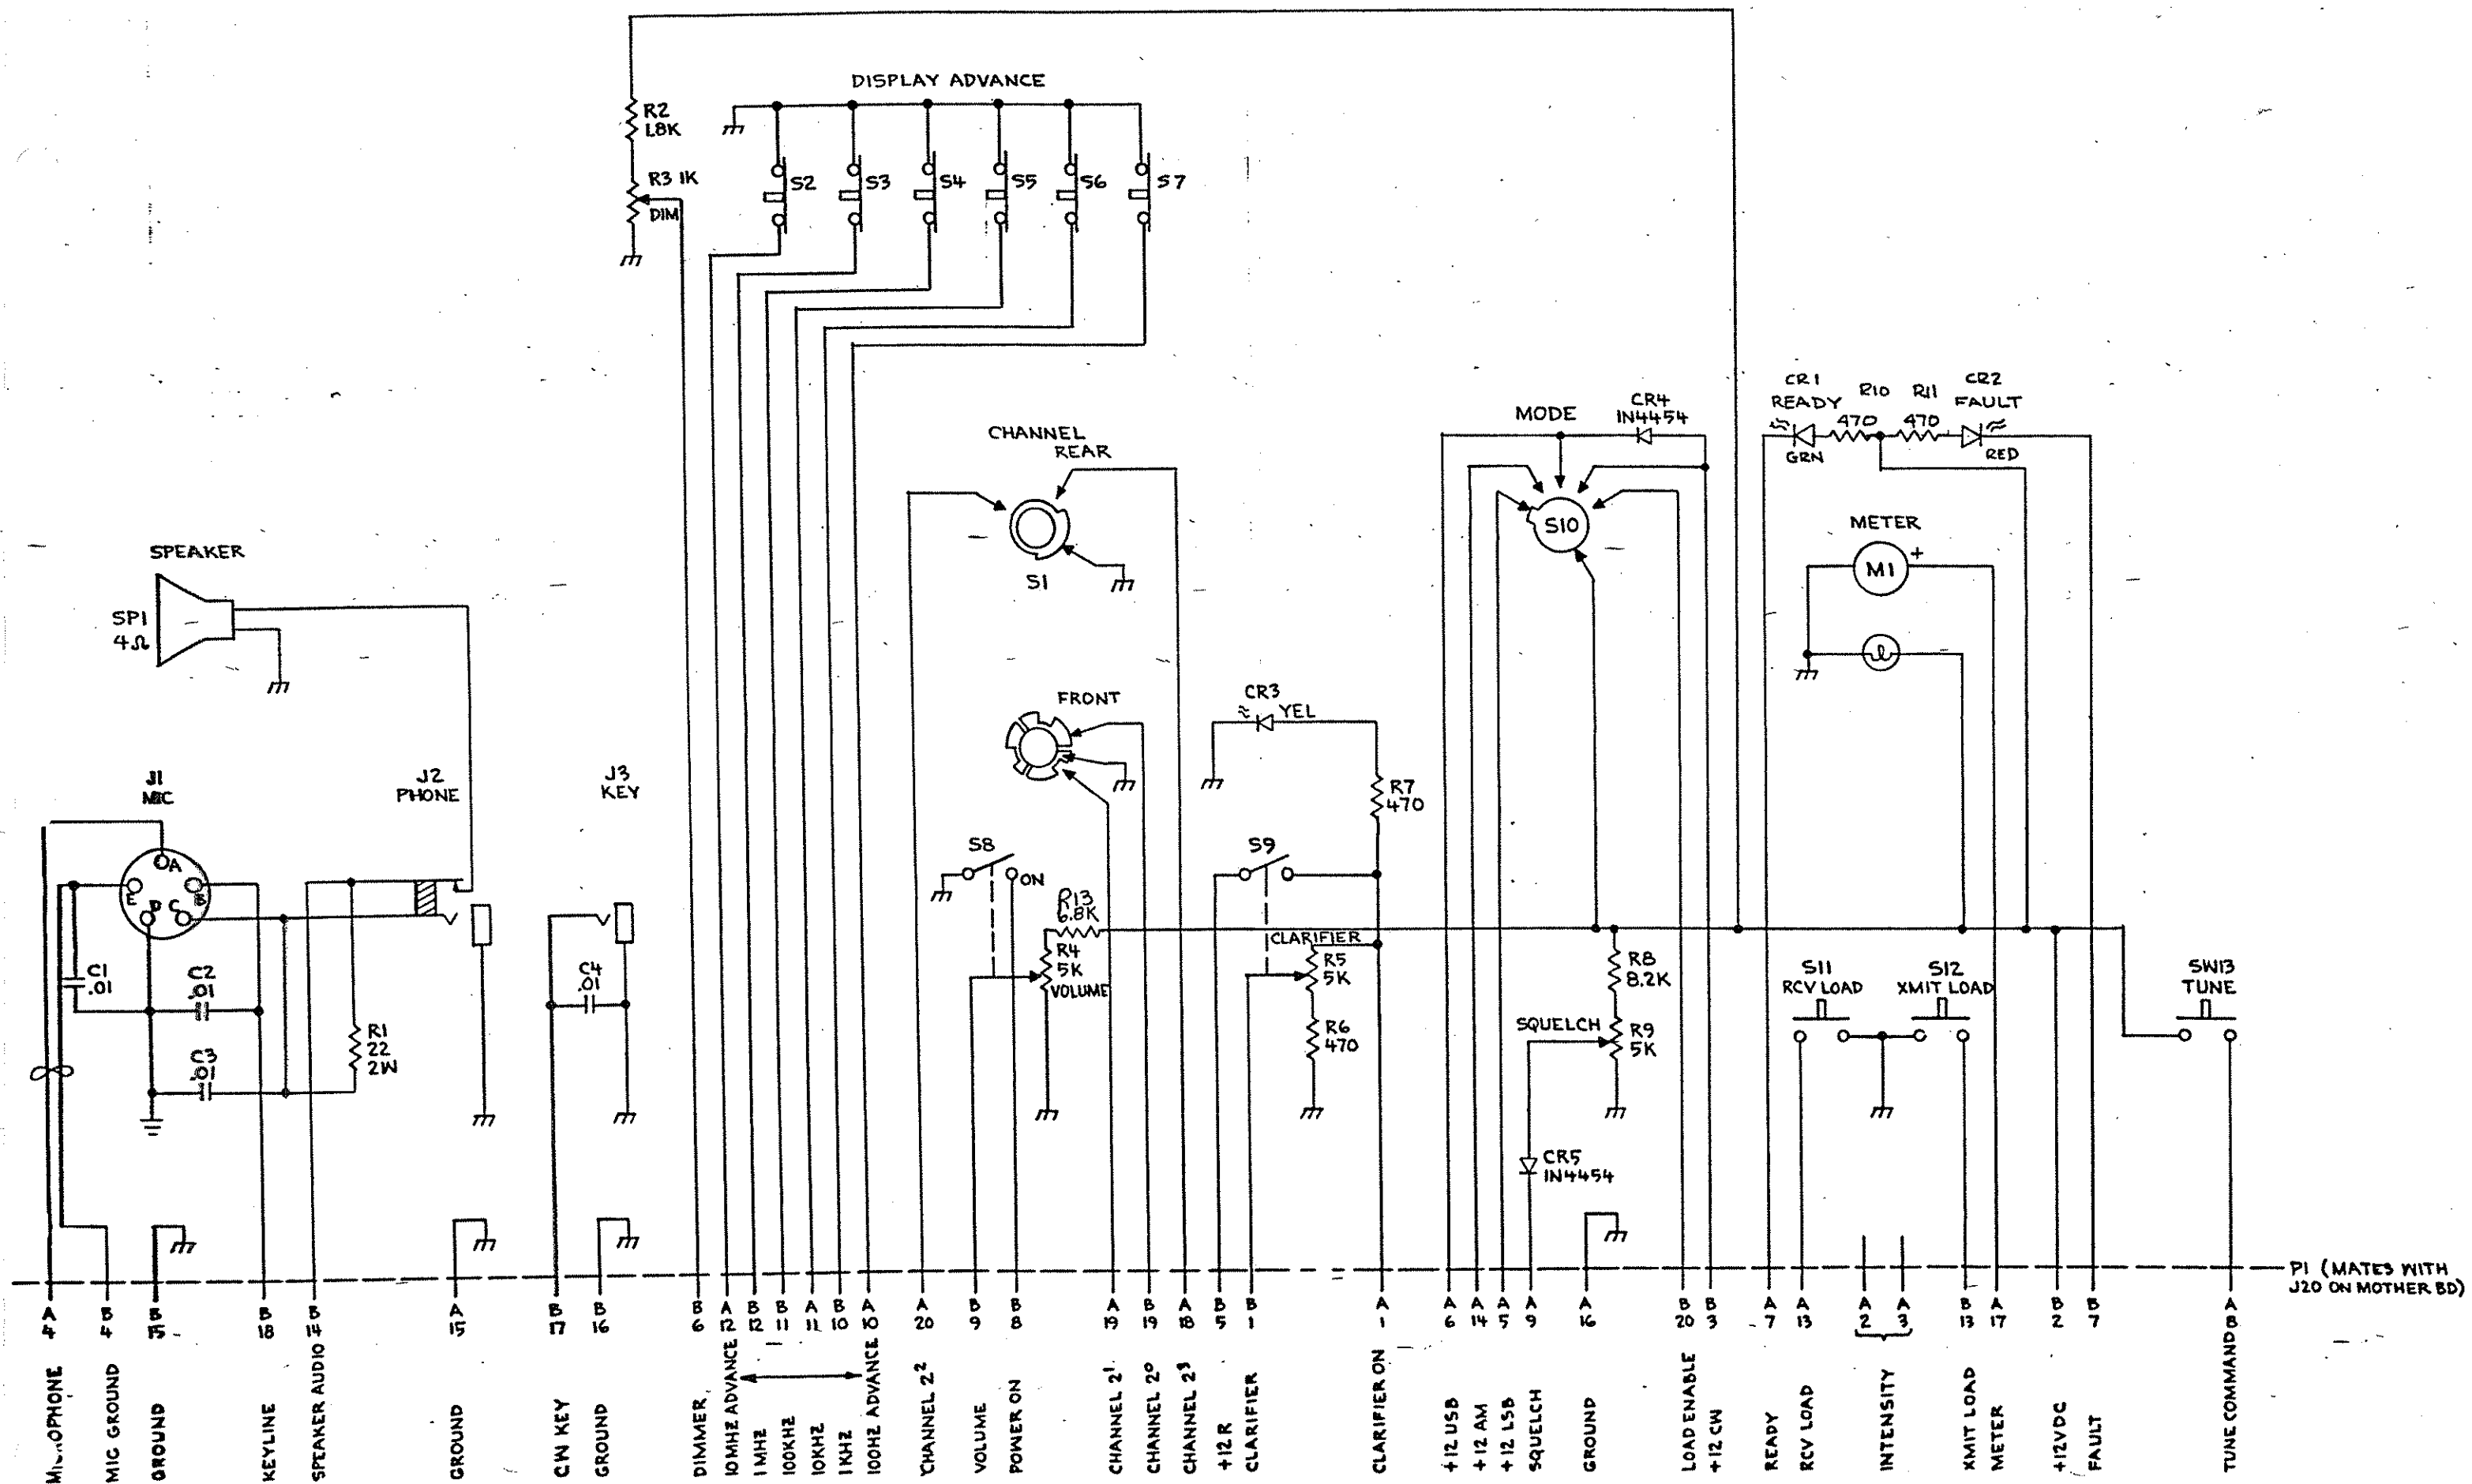 DISPLAY ADVANCE
R2
1.8K
R3 1K
DIM
S2
S3
S4
S5
S6
S7
CHANNEL
REAR
S1
FRONT
MODE
CR4
IN4454
S10
CR1
READY
R10
470
R11
470
CR2
FAULT
GRN
RED
METER
M1
+
SPEAKER
SP1
4Ω
J1
MIC
A
B
C
D
E
J2
PHONE
J3
KEY
C1
.01
C2
.01
C3
.01
R1
22
2W
C4
.01
CR3
YEL
R7
470
S8
ON
S9
R13
6.8K
R4
5K
VOLUME
CLARIFIER
R5
5K
R6
470
R8
8.2K
SQUELCH
R9
5K
CR5
IN4454
S11
RCV LOAD
S12
XMIT LOAD
SW13
TUNE
P1 (MATES WITH
J20 ON MOTHER BD)
A 4
B 4
B 18
B 14
A 15
B 17
B 16
B 6
A 12
B 12
B 11
A 11
B 10
A 10
A 20
B 9
B 8
A 19
B 19
A 18
B 5
B 1
A 1
A 6
A 14
A 5
A 9
A 16
B 20
B 3
A 7
A 13
A 2
A 3
B 13
A 17
B 2
B 7
A 8
MIC GROUND
GROUND
KEYLINE
SPEAKER AUDIO
GROUND
CW KEY
GROUND
DIMMER
10MHZ ADVANCE
1MHZ
100KHZ
10KHZ
1KHZ
100HZ ADVANCE
CHANNEL 2²
VOLUME
POWER ON
CHANNEL 2¹
CHANNEL 2⁰
CHANNEL 2³
+12R
CLARIFIER
CLARIFIER ON
+12 USB
+12 AM
+12 LSB
SQUELCH
GROUND
LOAD ENABLE
+12 CW
READY
RCV LOAD
INTENSITY
XMIT LOAD
METER
+12VDC
FAULT
TUNE COMMAND